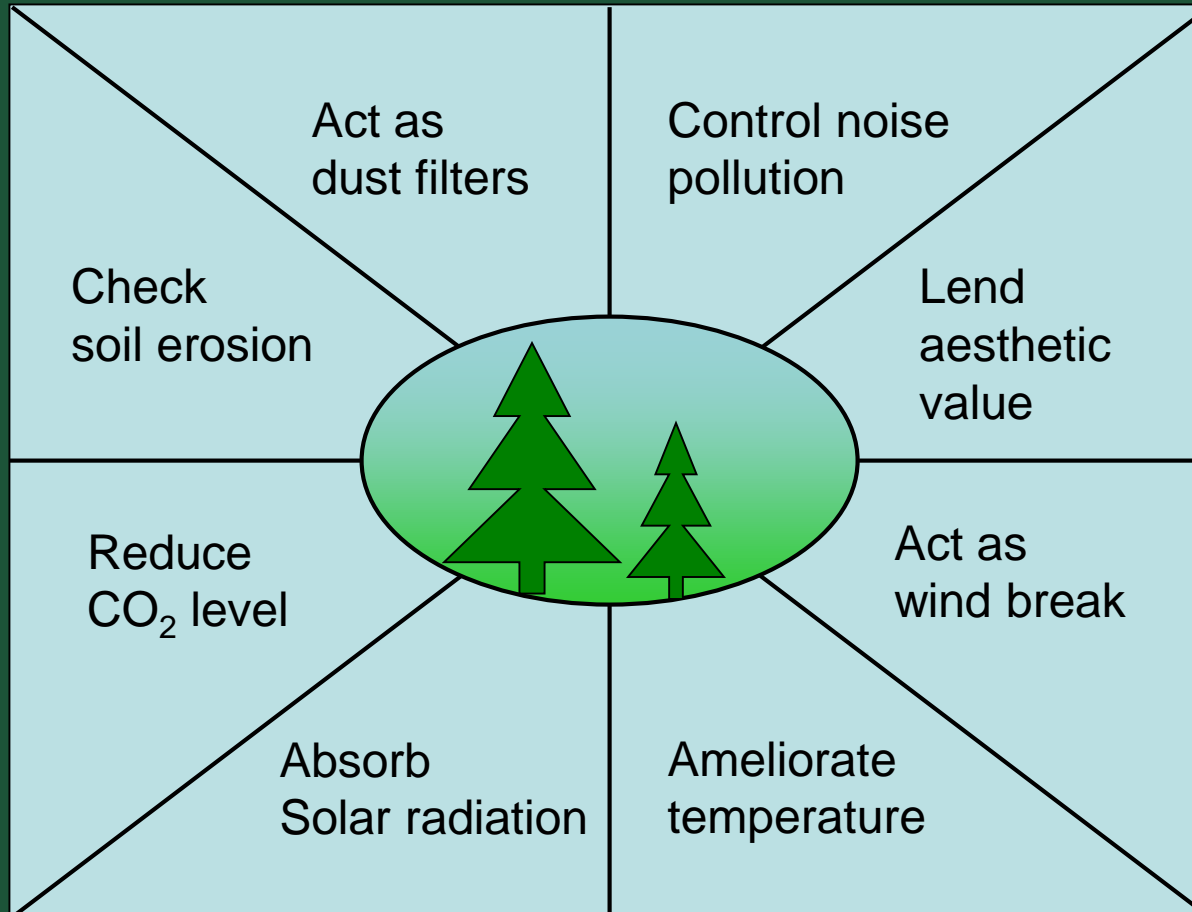 Act as
dust filters
Control noise
pollution
Check
soil erosion
Lend
aesthetic
value
Reduce
CO₂ level
Act as
wind break
Absorb
Solar radiation
Ameliorate
temperature